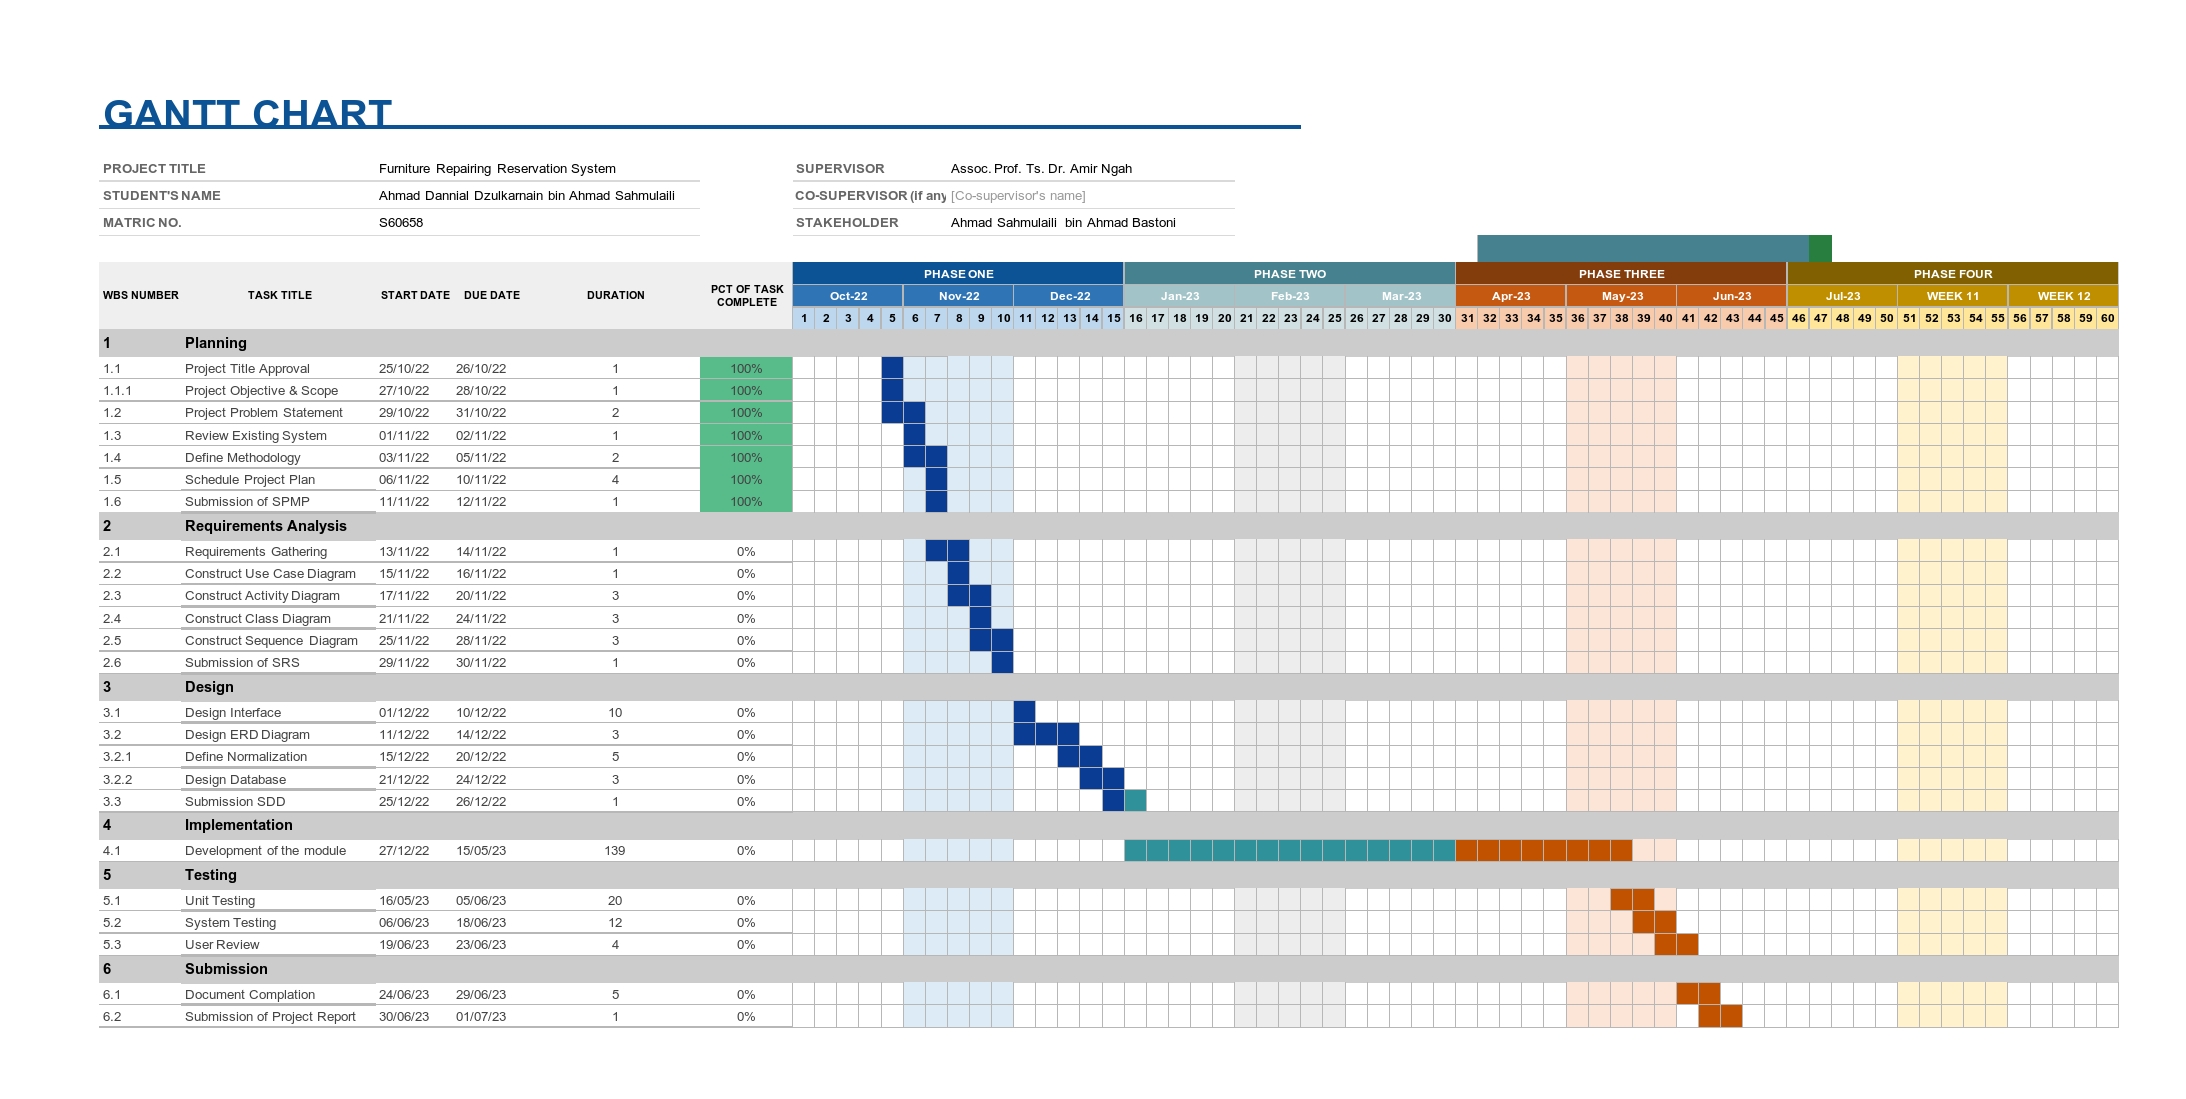 GANTT CHART
PROJECT TITLE Furniture Repairing Reservation System SUPERVISOR Assoc. Prof. Ts. Dr. Amir Ngah
STUDENT'S NAME Ahmad Dannial Dzulkarnain bin Ahmad Sahmulaili CO-SUPERVISOR (if any [Co-supervisor's name]
MATRIC NO. S60658 STAKEHOLDER Ahmad Sahmulaili bin Ahmad Bastoni
WBS NUMBER TASK TITLE START DATE DUE DATE DURATION PCT OF TASK COMPLETE
PHASE ONE PHASE TWO PHASE THREE PHASE FOUR
Oct-22 Nov-22 Dec-22 Jan-23 Feb-23 Mar-23 Apr-23 May-23 Jun-23 Jul-23 WEEK 11 WEEK 12
1 2 3 4 5 6 7 8 9 10 11 12 13 14 15 16 17 18 19 20 21 22 23 24 25 26 27 28 29 30 31 32 33 34 35 36 37 38 39 40 41 42 43 44 45 46 47 48 49 50 51 52 53 54 55 56 57 58 59 60
1 Planning
1.1 Project Title Approval 25/10/22 26/10/22 1 100%
1.1.1 Project Objective & Scope 27/10/22 28/10/22 1 100%
1.2 Project Problem Statement 29/10/22 31/10/22 2 100%
1.3 Review Existing System 01/11/22 02/11/22 1 100%
1.4 Define Methodology 03/11/22 05/11/22 2 100%
1.5 Schedule Project Plan 06/11/22 10/11/22 4 100%
1.6 Submission of SPMP 11/11/22 12/11/22 1 100%
2 Requirements Analysis
2.1 Requirements Gathering 13/11/22 14/11/22 1 0%
2.2 Construct Use Case Diagram 15/11/22 16/11/22 1 0%
2.3 Construct Activity Diagram 17/11/22 20/11/22 3 0%
2.4 Construct Class Diagram 21/11/22 24/11/22 3 0%
2.5 Construct Sequence Diagram 25/11/22 28/11/22 3 0%
2.6 Submission of SRS 29/11/22 30/11/22 1 0%
3 Design
3.1 Design Interface 01/12/22 10/12/22 10 0%
3.2 Design ERD Diagram 11/12/22 14/12/22 3 0%
3.2.1 Define Normalization 15/12/22 20/12/22 5 0%
3.2.2 Design Database 21/12/22 24/12/22 3 0%
3.3 Submission SDD 25/12/22 26/12/22 1 0%
4 Implementation
4.1 Development of the module 27/12/22 15/05/23 139 0%
5 Testing
5.1 Unit Testing 16/05/23 05/06/23 20 0%
5.2 System Testing 06/06/23 18/06/23 12 0%
5.3 User Review 19/06/23 23/06/23 4 0%
6 Submission
6.1 Document Complation 24/06/23 29/06/23 5 0%
6.2 Submission of Project Report 30/06/23 01/07/23 1 0%